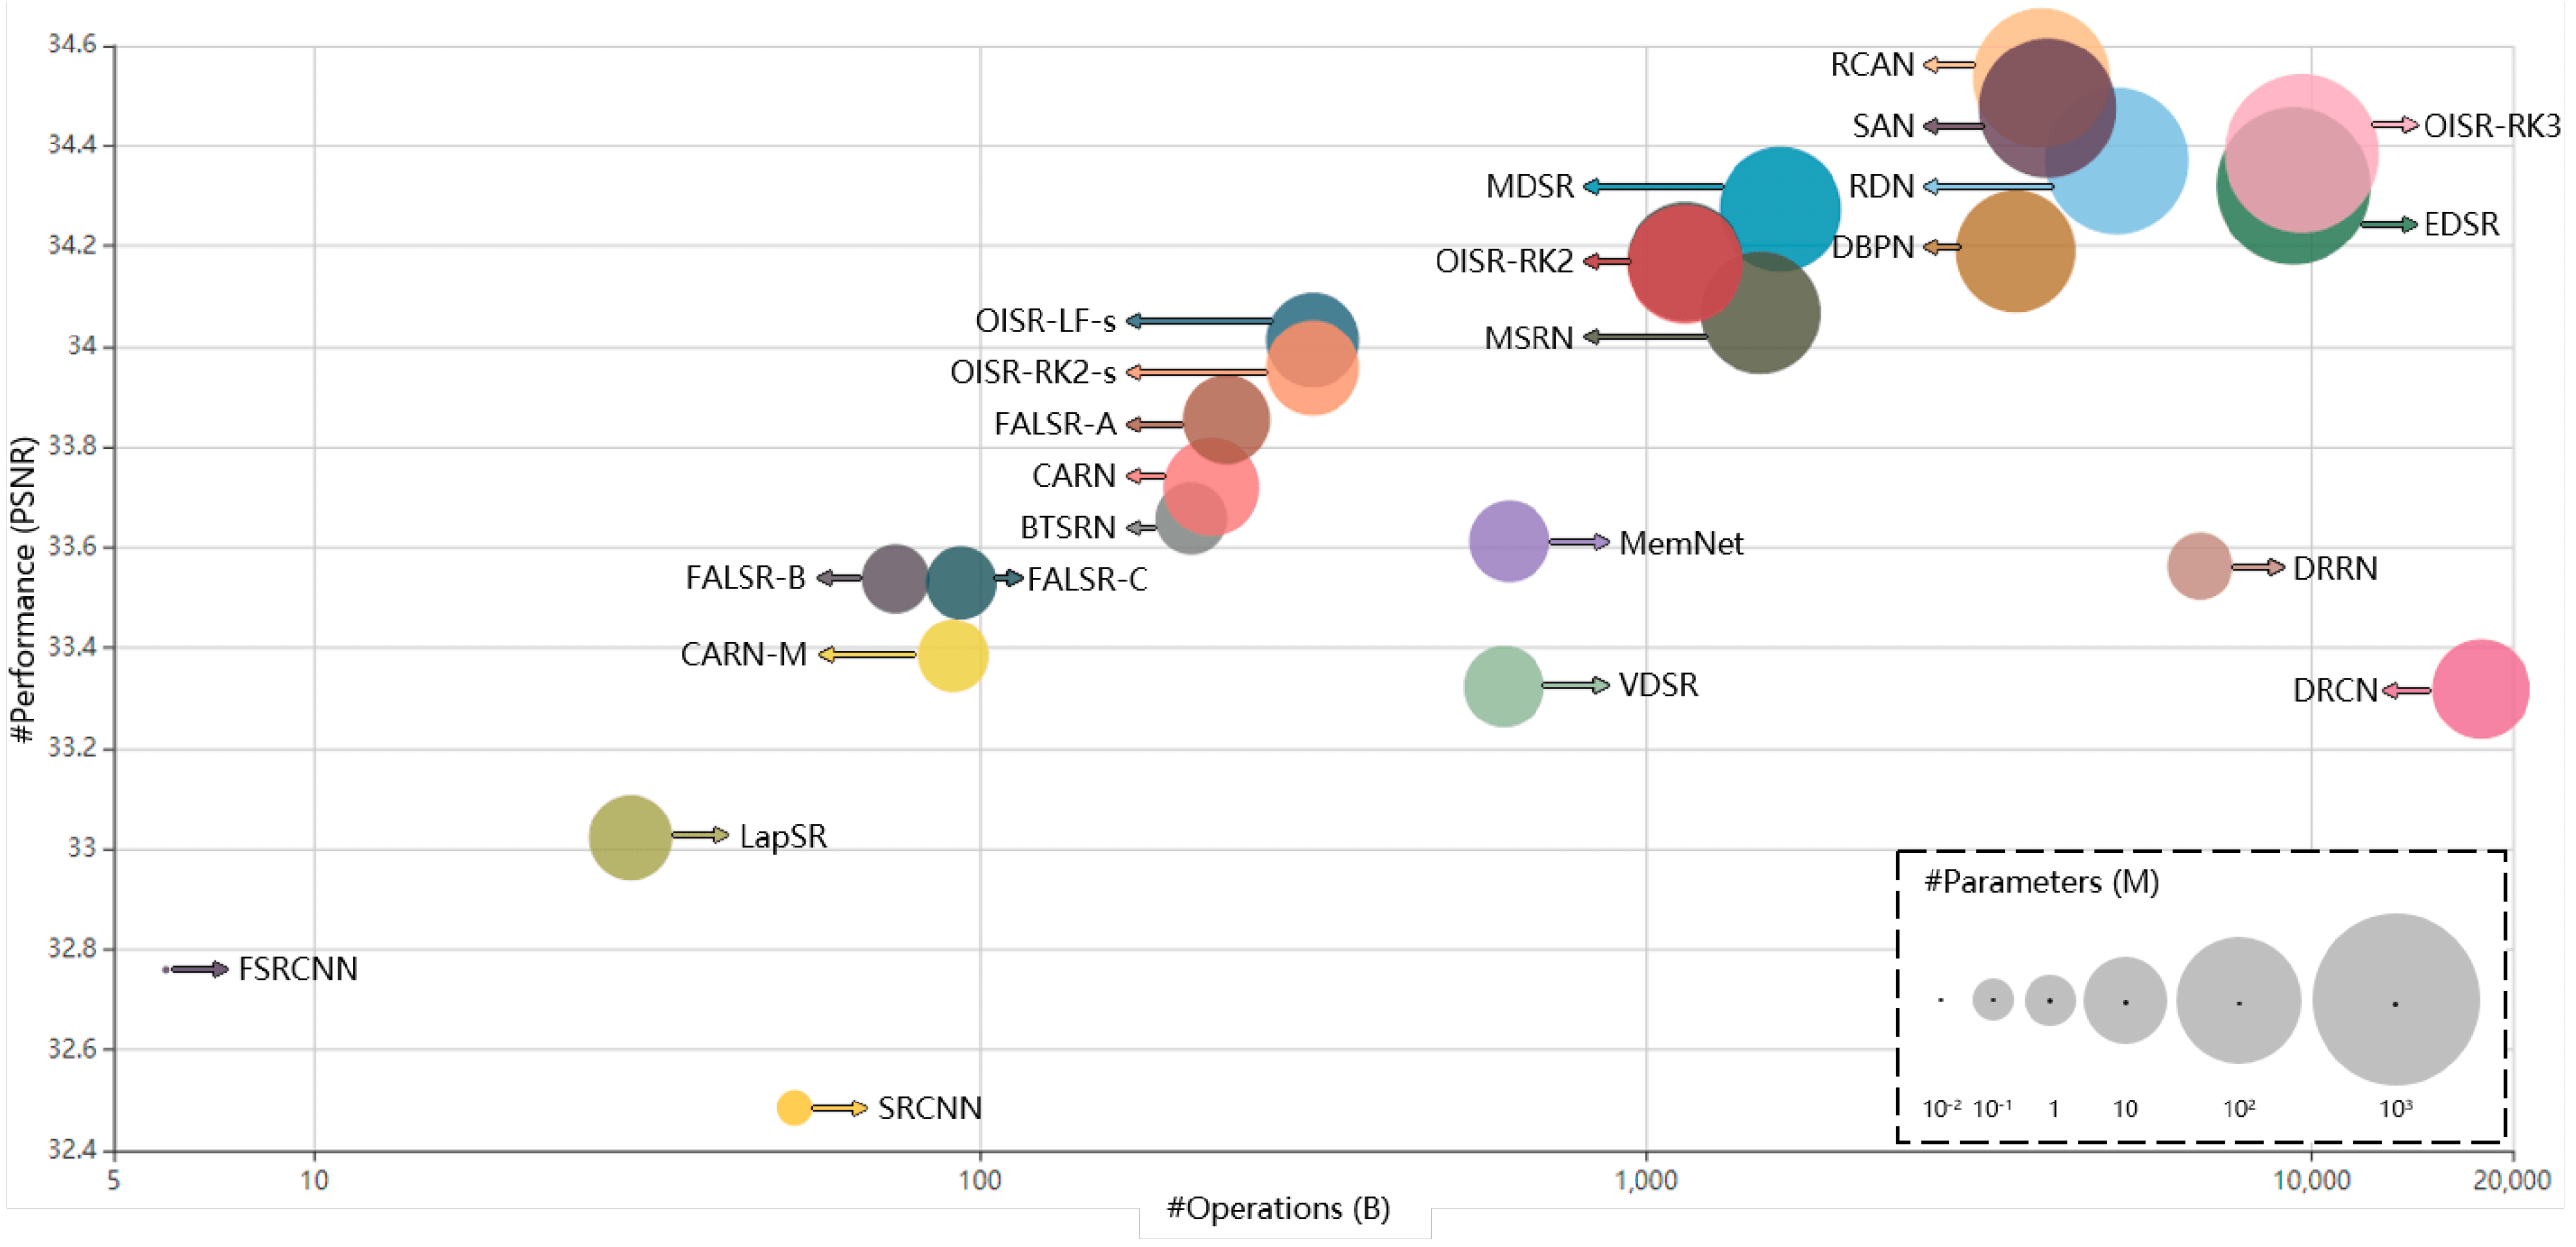 34.6
RCAN
SAN
OISR-RK3
34.4
MDSR
RDN
EDSR
34.2
OISR-RK2
DBPN
OISR-LF-s
MSRN
34
OISR-RK2-s
FALSR-A
33.8
CARN
BTSRN
33.6
MemNet
FALSR-B
FALSR-C
DRRN
33.4
CARN-M
VDSR
DRCN
33.2
LapSR
33
#Parameters (M)
32.8
FSRCNN
32.6
SRCNN
10⁻² 10⁻¹ 1 10 10² 10³
32.4
#Performance (PSNR)
5 10 100 1,000 10,000 20,000
#Operations (B)